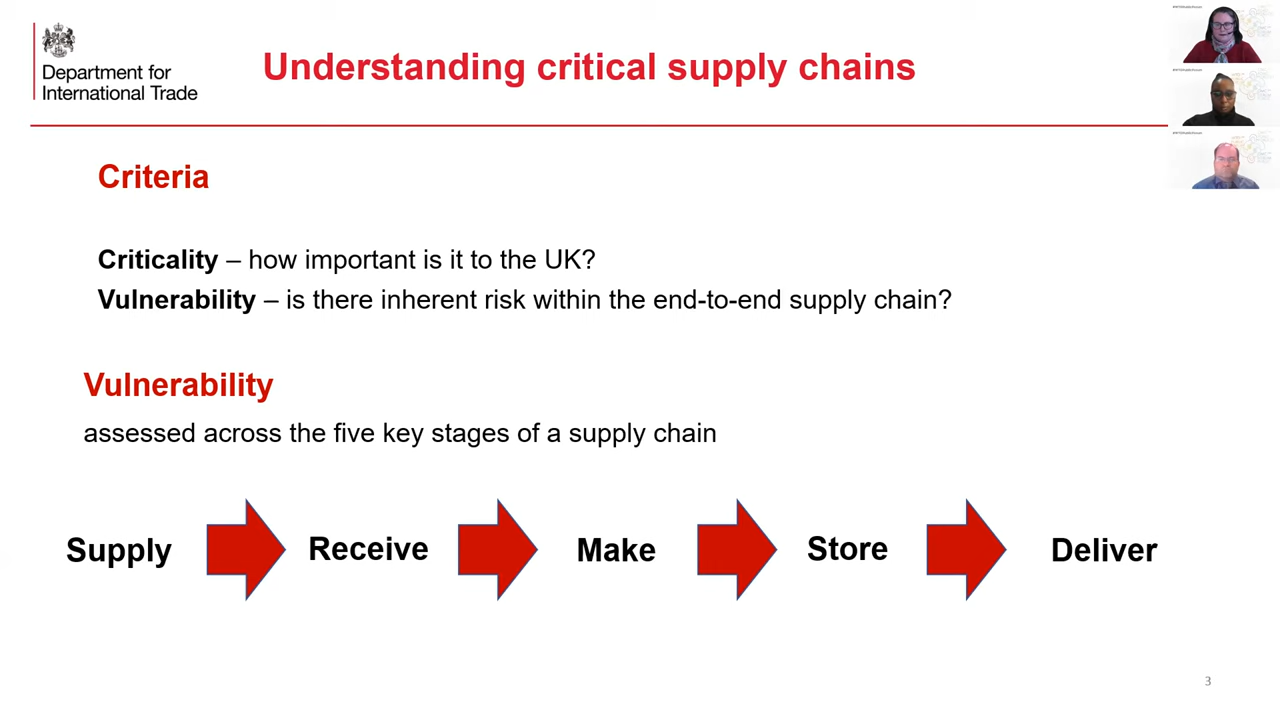 Department for
International Trade
Understanding critical supply chains
Criteria
Criticality – how important is it to the UK?
Vulnerability – is there inherent risk within the end-to-end supply chain?
Vulnerability
assessed across the five key stages of a supply chain
Supply
Receive
Make
Store
Deliver
3